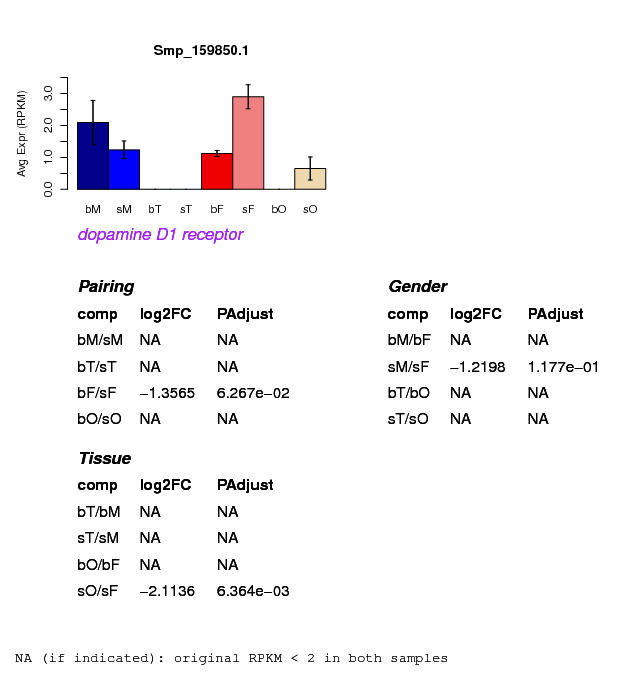 Smp_159850.1
Avg Expr (RPKM)
3.0
2.0
1.0
0.0
bM sM bT sT bF sF bO sO
dopamine D1 receptor
Pairing
comp log2FC PAdjust
bM/sM NA NA
bT/sT NA NA
bF/sF −1.3565 6.267e−02
bO/sO NA NA
Gender
comp log2FC PAdjust
bM/bF NA NA
sM/sF −1.2198 1.177e−01
bT/bO NA NA
sT/sO NA NA
Tissue
comp log2FC PAdjust
bT/bM NA NA
sT/sM NA NA
bO/bF NA NA
sO/sF −2.1136 6.364e−03
NA (if indicated): original RPKM < 2 in both samples